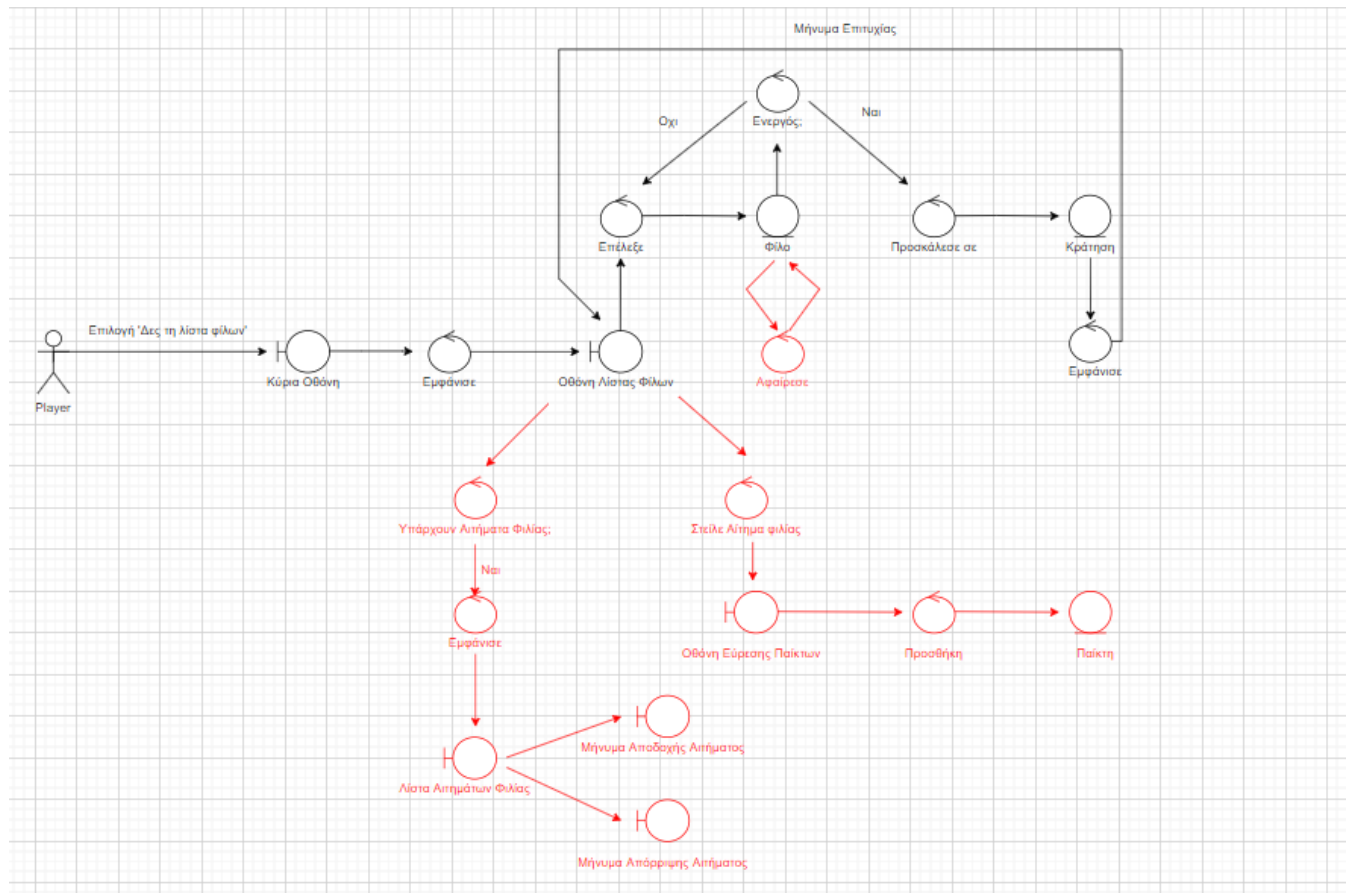 Μήνυμα Επιτυχίας
Ενεργός;
Οχι
Ναι
Επέλεξε
Φίλο
Προσκάλεσε σε
Κράτηση
Επιλογή 'Δες τη λίστα φίλων'
Player
Κύρια Οθόνη
Εμφάνισε
Οθόνη Λίστας Φίλων
Αφαίρεσε
Εμφάνισε
Υπάρχουν Αιτήματα Φιλίας;
Στείλε Αίτημα φιλίας
Ναι
Εμφάνισε
Οθόνη Εύρεσης Παίκτων
Προσθήκη
Παίκτη
Μήνυμα Αποδοχής Αιτήματος
Λίστα Αιτημάτων Φιλίας
Μήνυμα Απόρριψης Αιτήματος